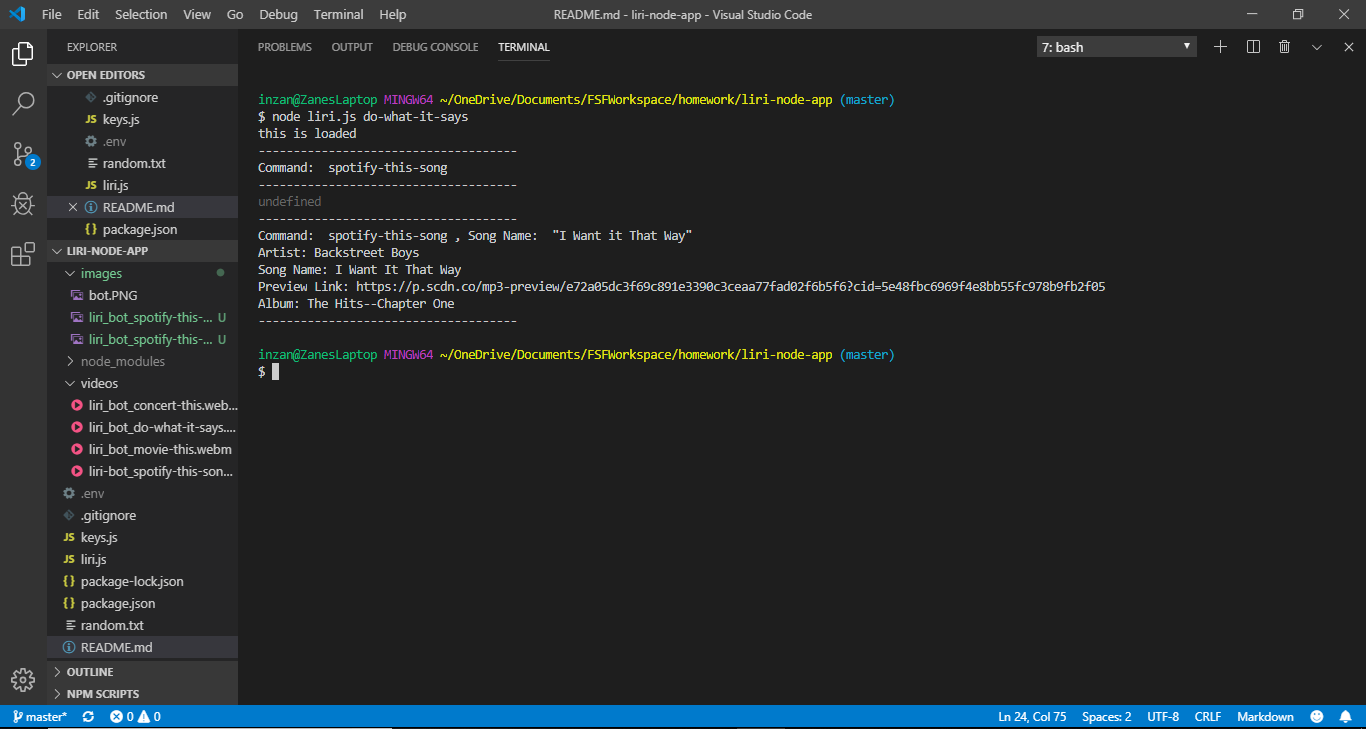 File Edit Selection View Go Debug Terminal Help README.md - liri-node-app - Visual Studio Code
EXPLORER
OPEN EDITORS
.gitignore
JS keys.js
.env
random.txt
JS liri.js
README.md
{} package.json
LIRI-NODE-APP
images
bot.PNG
liri_bot_spotify-this-... U
liri_bot_spotify-this-... U
node_modules
videos
liri_bot_concert-this.web...
liri_bot_do-what-it-says....
liri_bot_movie-this.webm
liri-bot_spotify-this-son...
.env
.gitignore
JS keys.js
JS liri.js
{} package-lock.json
{} package.json
random.txt
README.md
OUTLINE
NPM SCRIPTS
2
PROBLEMS OUTPUT DEBUG CONSOLE TERMINAL 7: bash
inzan@ZanesLaptop MINGW64 ~/OneDrive/Documents/FSFWorkspace/homework/liri-node-app (master)
$ node liri.js do-what-it-says
this is loaded
-------------------------------------
Command:  spotify-this-song
-------------------------------------
undefined
-------------------------------------
Command:  spotify-this-song , Song Name:  "I Want it That Way"
Artist: Backstreet Boys
Song Name: I Want It That Way
Preview Link: https://p.scdn.co/mp3-preview/e72a05dc3f69c891e3390c3ceaa77fad02f6b5f6?cid=5e48fbc6969f4e8bb55fc978b9fb2f05
Album: The Hits--Chapter One
-------------------------------------
inzan@ZanesLaptop MINGW64 ~/OneDrive/Documents/FSFWorkspace/homework/liri-node-app (master)
$
master* 0 0 Ln 24, Col 75 Spaces: 2 UTF-8 CRLF Markdown